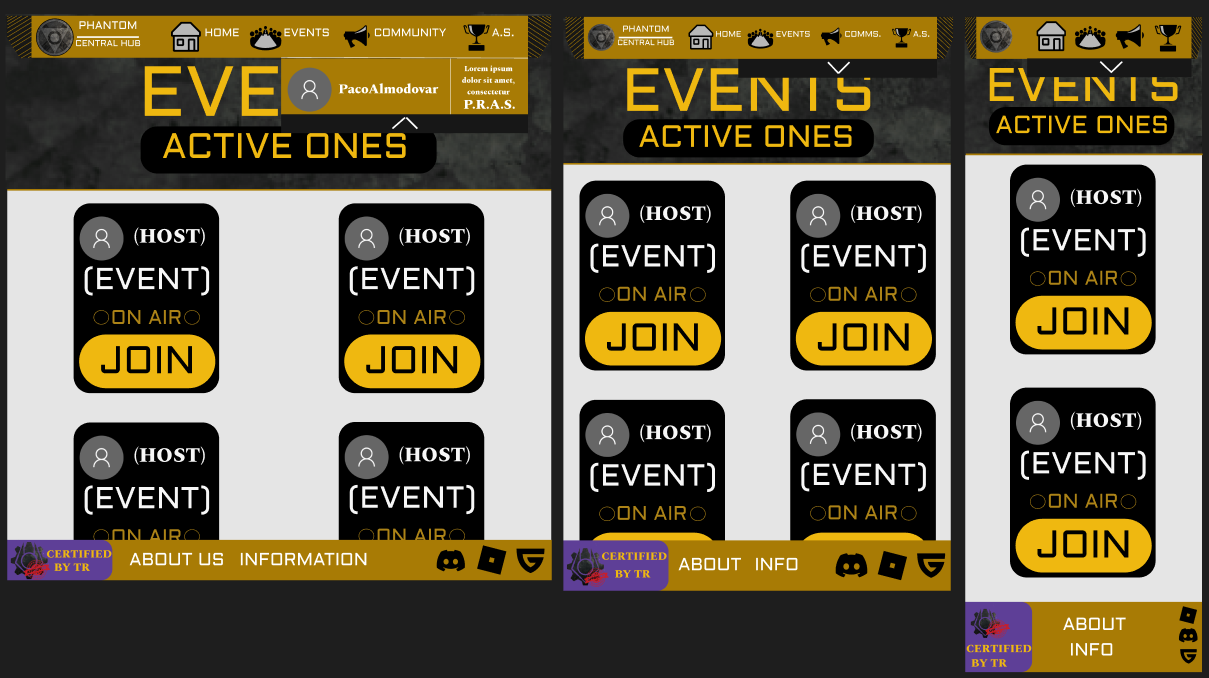 PHANTOM
CENTRAL HUB
HOME
EVENTS
COMMUNITY
A.S.
EVE
PacoAlmodovar
Lorem ipsum
dolor sit amet,
consectetur
P.R.A.S.
ACTIVE ONES
(HOST)
(EVENT)
ON AIR
JOIN
(HOST)
(EVENT)
ON AIR
JOIN
(HOST)
(EVENT)
ON AIR
(HOST)
(EVENT)
ON AIR
CERTIFIED
BY TR
ABOUT US
INFORMATION
PHANTOM
CENTRAL HUB
HOME
EVENTS
COMMS.
A.S.
EVENTS
ACTIVE ONES
(HOST)
(EVENT)
ON AIR
JOIN
(HOST)
(EVENT)
ON AIR
JOIN
(HOST)
(EVENT)
ON AIR
(HOST)
(EVENT)
ON AIR
CERTIFIED
BY TR
ABOUT
INFO
EVENTS
ACTIVE ONES
(HOST)
(EVENT)
ON AIR
JOIN
(HOST)
(EVENT)
ON AIR
JOIN
CERTIFIED
BY TR
ABOUT
INFO